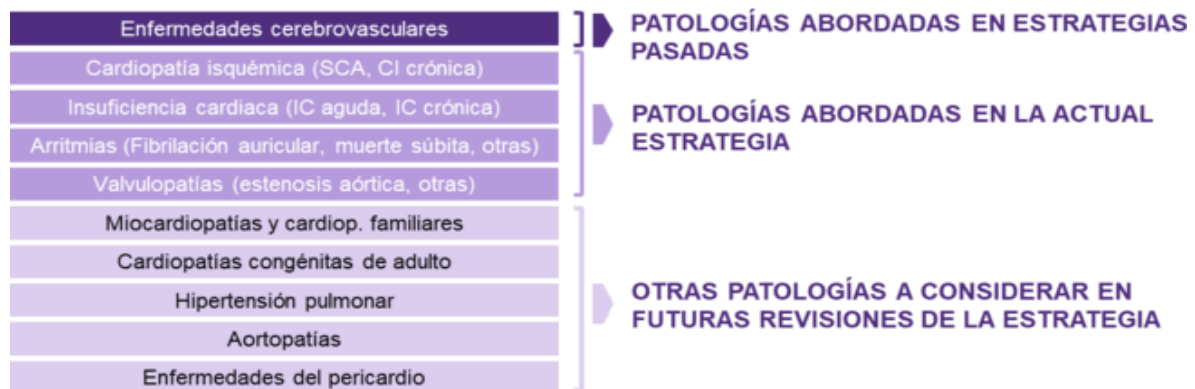 Enfermedades cerebrovasculares
PATOLOGÍAS ABORDADAS EN ESTRATEGIAS
PASADAS
Cardiopatía isquémica (SCA, CI crónica)
Insuficiencia cardiaca (IC aguda, IC crónica)
Arritmias (Fibrilación auricular, muerte súbita, otras)
Valvulopatías (estenosis aórtica, otras)
PATOLOGÍAS ABORDADAS EN LA ACTUAL
ESTRATEGIA
Miocardiopatías y cardiop. familiares
Cardiopatías congénitas de adulto
Hipertensión pulmonar
Aortopatías
Enfermedades del pericardio
OTRAS PATOLOGÍAS A CONSIDERAR EN
FUTURAS REVISIONES DE LA ESTRATEGIA